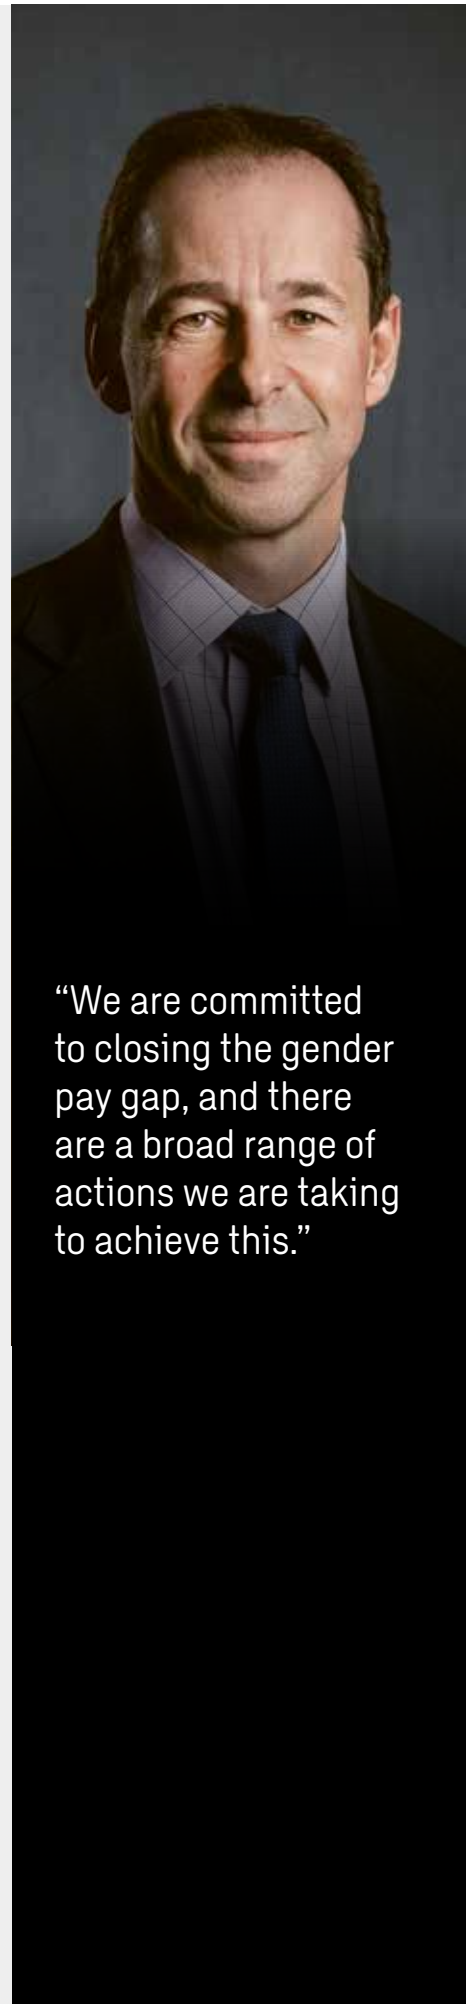 “We are committed
to closing the gender
pay gap, and there
are a broad range of
actions we are taking
to achieve this.”